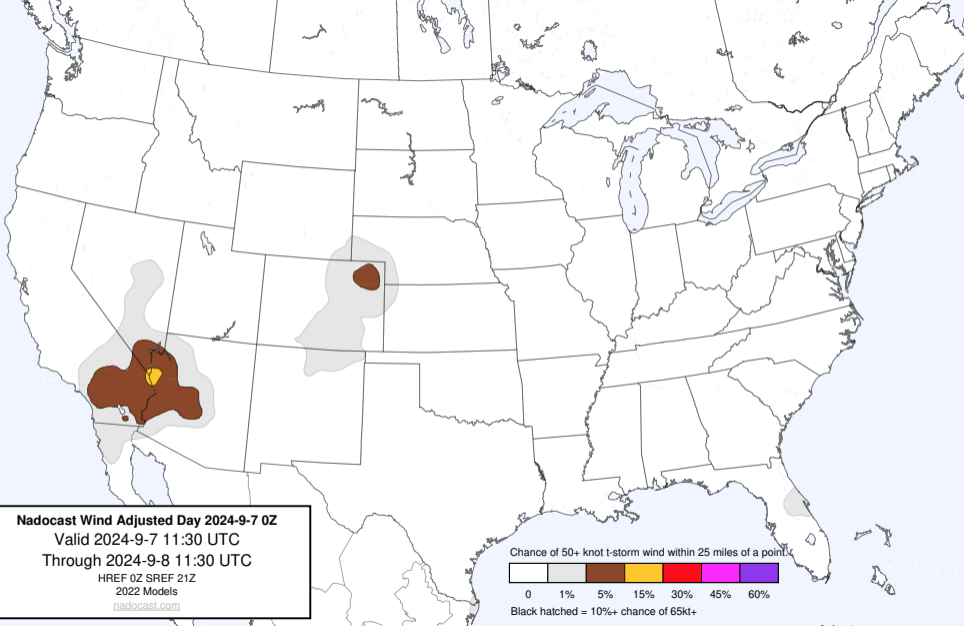 Nadocast Wind Adjusted Day 2024-9-7 0Z
Valid 2024-9-7 11:30 UTC
Through 2024-9-8 11:30 UTC
HREF 0Z SREF 21Z
2022 Models
nadocast.com
Chance of 50+ knot t-storm wind within 25 miles of a point.
0 1% 5% 15% 30% 45% 60%
Black hatched = 10%+ chance of 65kt+